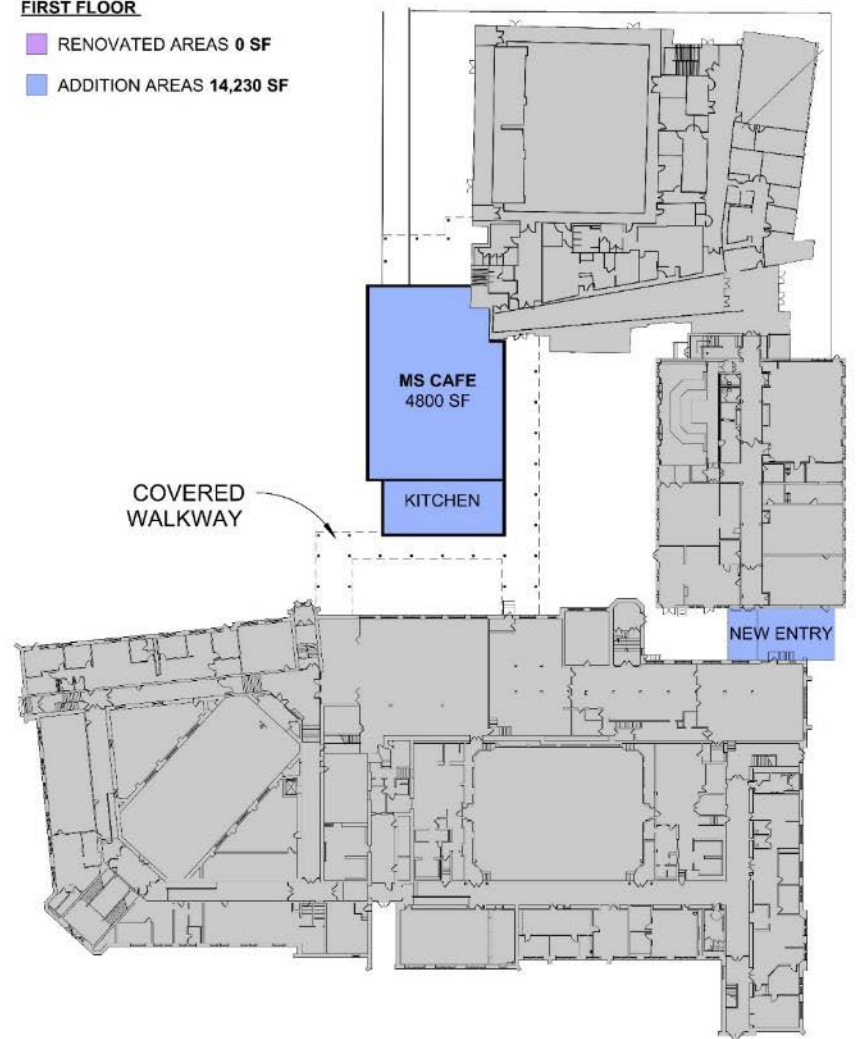 FIRST FLOOR
RENOVATED AREAS 0 SF
ADDITION AREAS 14,230 SF
MS CAFE
4800 SF
KITCHEN
COVERED
WALKWAY
NEW ENTRY